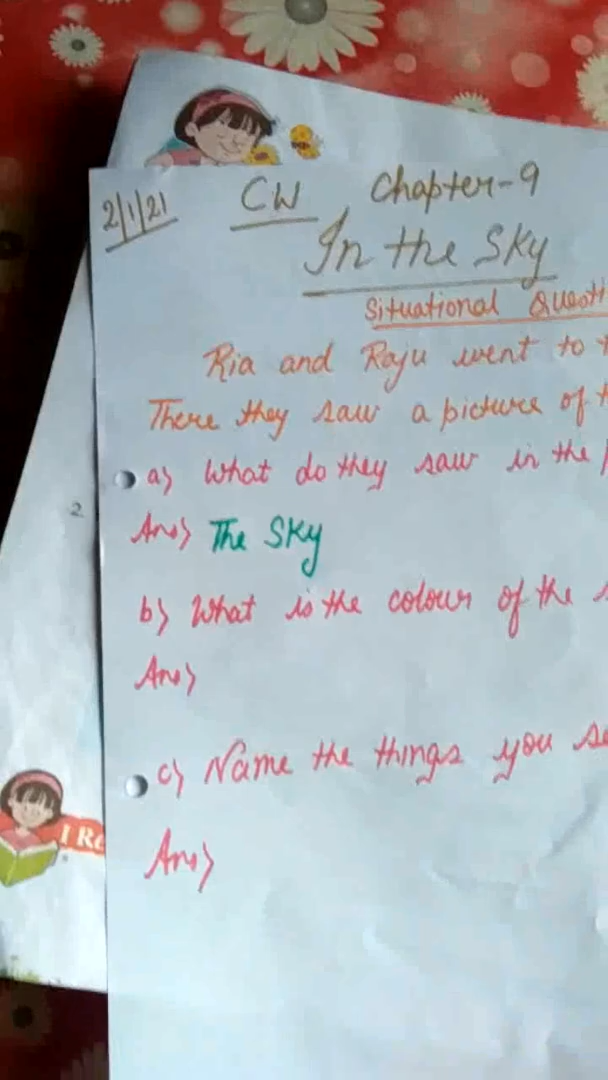 2/1/21 CW Chapter-9
In the Sky
Situational
Ria and Raju went to
There they saw a picture of
a) What do they saw in the
Ans) The Sky
b) What is the colour of the
Ans)
c) Name the things you
Ans)
2
I